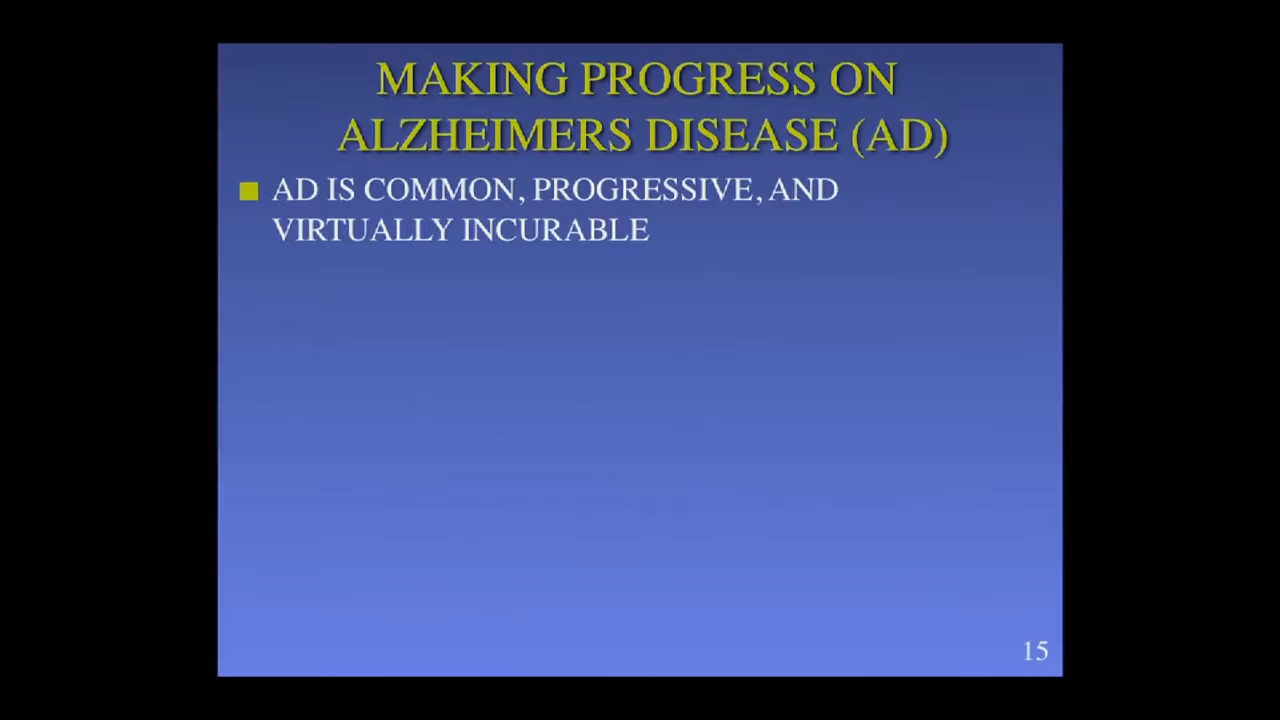 MAKING PROGRESS ON
ALZHEIMERS DISEASE (AD)
AD IS COMMON, PROGRESSIVE, AND
VIRTUALLY INCURABLE
15